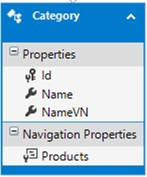 Category
Properties
Id
Name
NameVN
Navigation Properties
Products